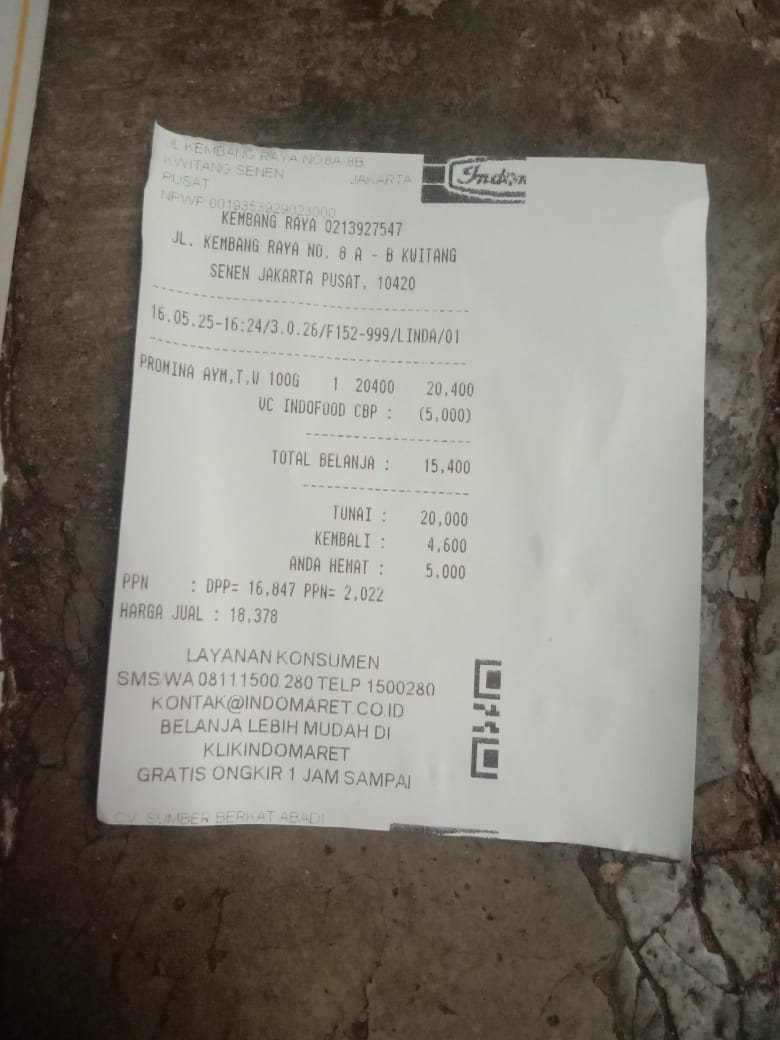 JL KEMBANG RAYA NO 8A-8B
KWITANG SENEN JAKARTA
PUSAT
NPWP 0019353929023000
Indom
KEMBANG RAYA 0213927547
JL. KEMBANG RAYA NO. 8 A - B KWITANG
SENEN JAKARTA PUSAT, 10420
16.05.25-16:24/3.0.26/F152-999/LINDA/01
PROMINA AYM,T,W 100G 1 20400 20,400
VC INDOFOOD CBP : (5,000)
TOTAL BELANJA : 15,400
TUNAI : 20,000
KEMBALI : 4,600
ANDA HEMAT : 5,000
PPN : DPP= 16,847 PPN= 2,022
HARGA JUAL : 18,378
LAYANAN KONSUMEN
SMS/WA 08111500 280 TELP 1500280
KONTAK@INDOMARET.CO.ID
BELANJA LEBIH MUDAH DI
KLIKINDOMARET
GRATIS ONGKIR 1 JAM SAMPAI
CV. SUMBER BERKAT ABADI